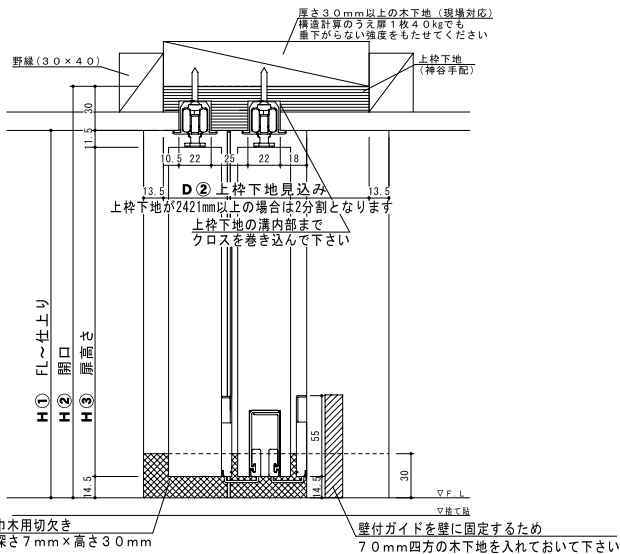 厚さ30mm以上の木下地（現場対応）
構造計算のうえ扉1枚40kgでも
垂下がらない強度をもたせてください
野縁(30×40)
上枠下地
(神谷手配)
30
11.5
10.5 22 25 22 18
13.5 D② 上枠下地見込み 13.5
上枠下地が2421mm以上の場合は2分割となります
上枠下地の溝内部まで
クロスを巻き込んで下さい
H① FL～仕上り
H② 開口
H③ 扉高さ
55
14.5
14.5
30
▽F.L
▽捨て貼
巾木用切欠き
深さ7mm×高さ30mm
壁付ガイドを壁に固定するため
70mm四方の木下地を入れておいて下さい